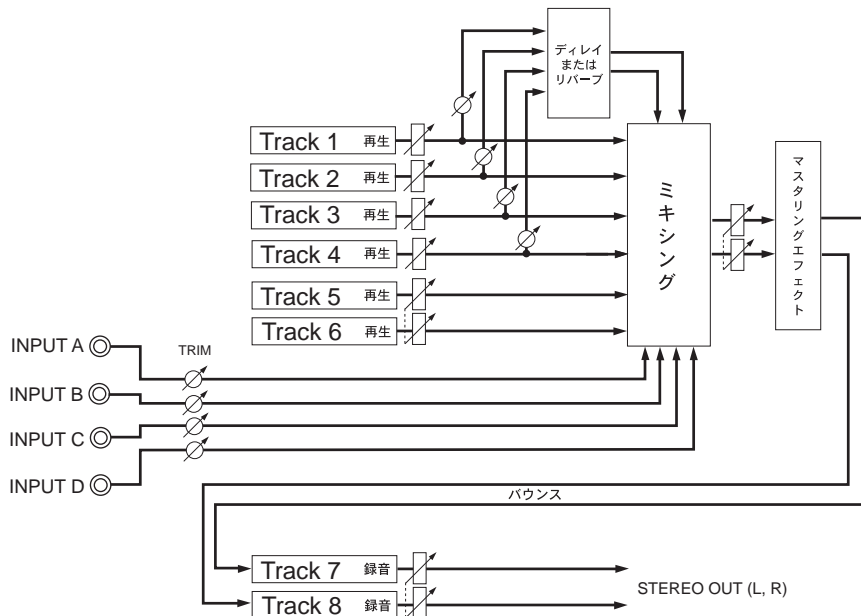 ディレイ
または
リバーブ
Track 1 再生
Track 2 再生
Track 3 再生
Track 4 再生
Track 5 再生
Track 6 再生
ミキシング
マスタリングエフェクト
INPUT A
TRIM
INPUT B
INPUT C
INPUT D
バウンス
Track 7 録音
Track 8 録音
STEREO OUT (L, R)